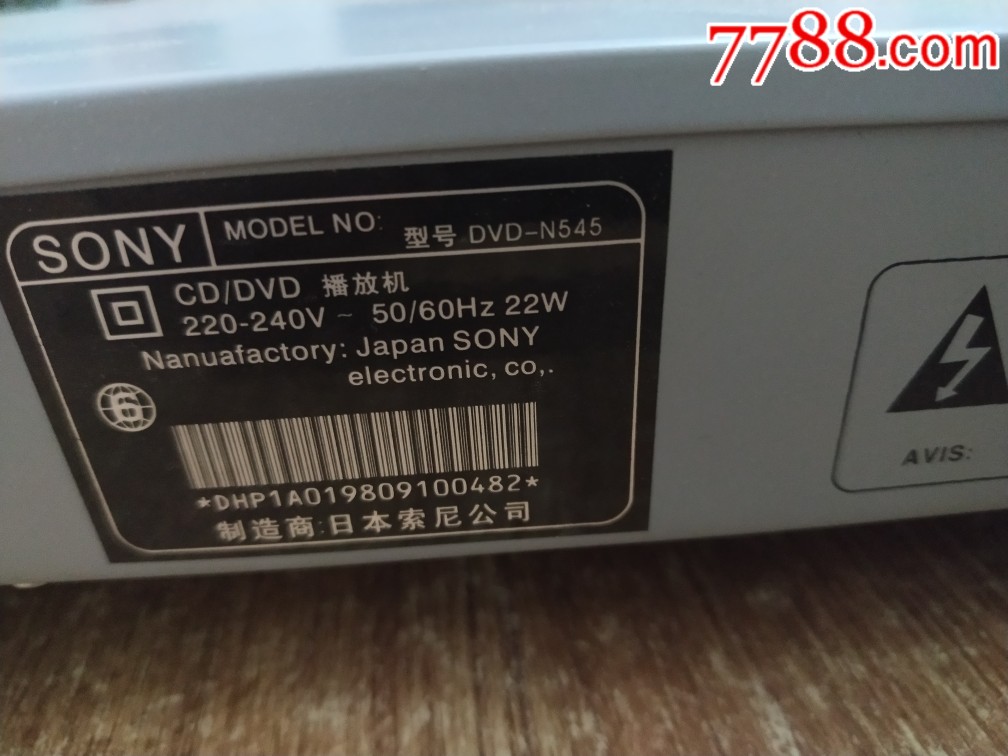 7788.com
SONY
MODEL NO: 型号 DVD-N545
CD/DVD 播放机
220-240V ~ 50/60Hz 22W
Nanuafactory: Japan SONY
electronic, co,.
6
*DHP1A019809100482*
制造商:日本索尼公司
AVIS: